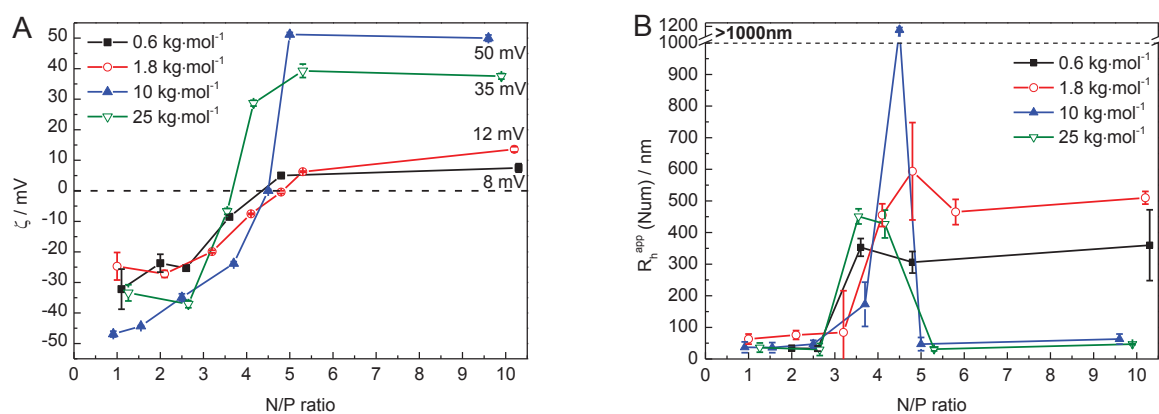 A
0.6 kg·mol⁻¹
1.8 kg·mol⁻¹
10 kg·mol⁻¹
25 kg·mol⁻¹
50 mV
35 mV
12 mV
8 mV
50
40
30
20
10
0
-10
-20
-30
-40
-50
ζ / mV
0 1 2 3 4 5 6 7 8 9 10
N/P ratio
B
>1000nm
0.6 kg·mol⁻¹
1.8 kg·mol⁻¹
10 kg·mol⁻¹
25 kg·mol⁻¹
1200
1000
900
800
700
600
500
400
300
200
100
0
Rₕᵃᵖᵖ (Num) / nm
0 1 2 3 4 5 6 7 8 9 10
N/P ratio